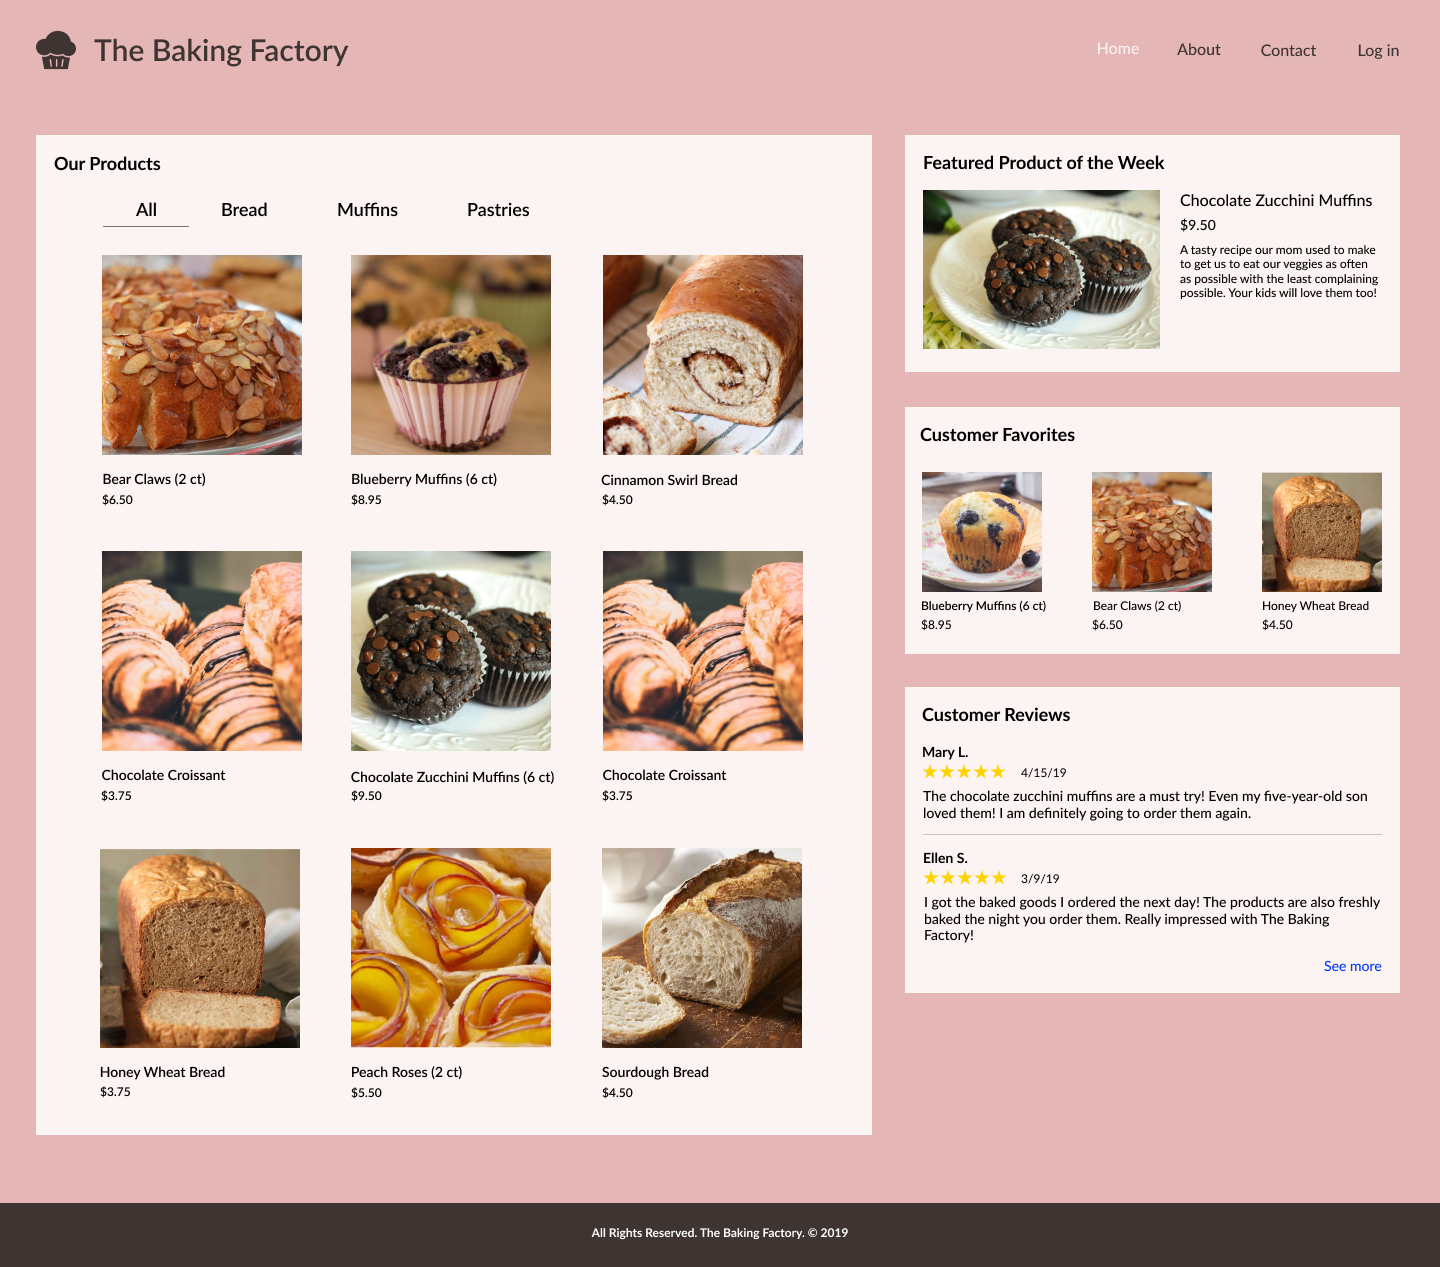 The Baking Factory
Home
About
Contact
Log in
Our Products
All
Bread
Muffins
Pastries
Bear Claws (2 ct)
$6.50
Blueberry Muffins (6 ct)
$8.95
Cinnamon Swirl Bread
$4.50
Chocolate Croissant
$3.75
Chocolate Zucchini Muffins (6 ct)
$9.50
Chocolate Croissant
$3.75
Honey Wheat Bread
$3.75
Peach Roses (2 ct)
$5.50
Sourdough Bread
$4.50
Featured Product of the Week
Chocolate Zucchini Muffins
$9.50
A tasty recipe our mom used to make
to get us to eat our veggies as often
as possible with the least complaining
possible. Your kids will love them too!
Customer Favorites
Blueberry Muffins (6 ct)
$8.95
Bear Claws (2 ct)
$6.50
Honey Wheat Bread
$4.50
Customer Reviews
Mary L.
4/15/19
The chocolate zucchini muffins are a must try! Even my five-year-old son
loved them! I am definitely going to order them again.
Ellen S.
3/9/19
I got the baked goods I ordered the next day! The products are also freshly
baked the night you order them. Really impressed with The Baking
Factory!
See more
All Rights Reserved. The Baking Factory. © 2019